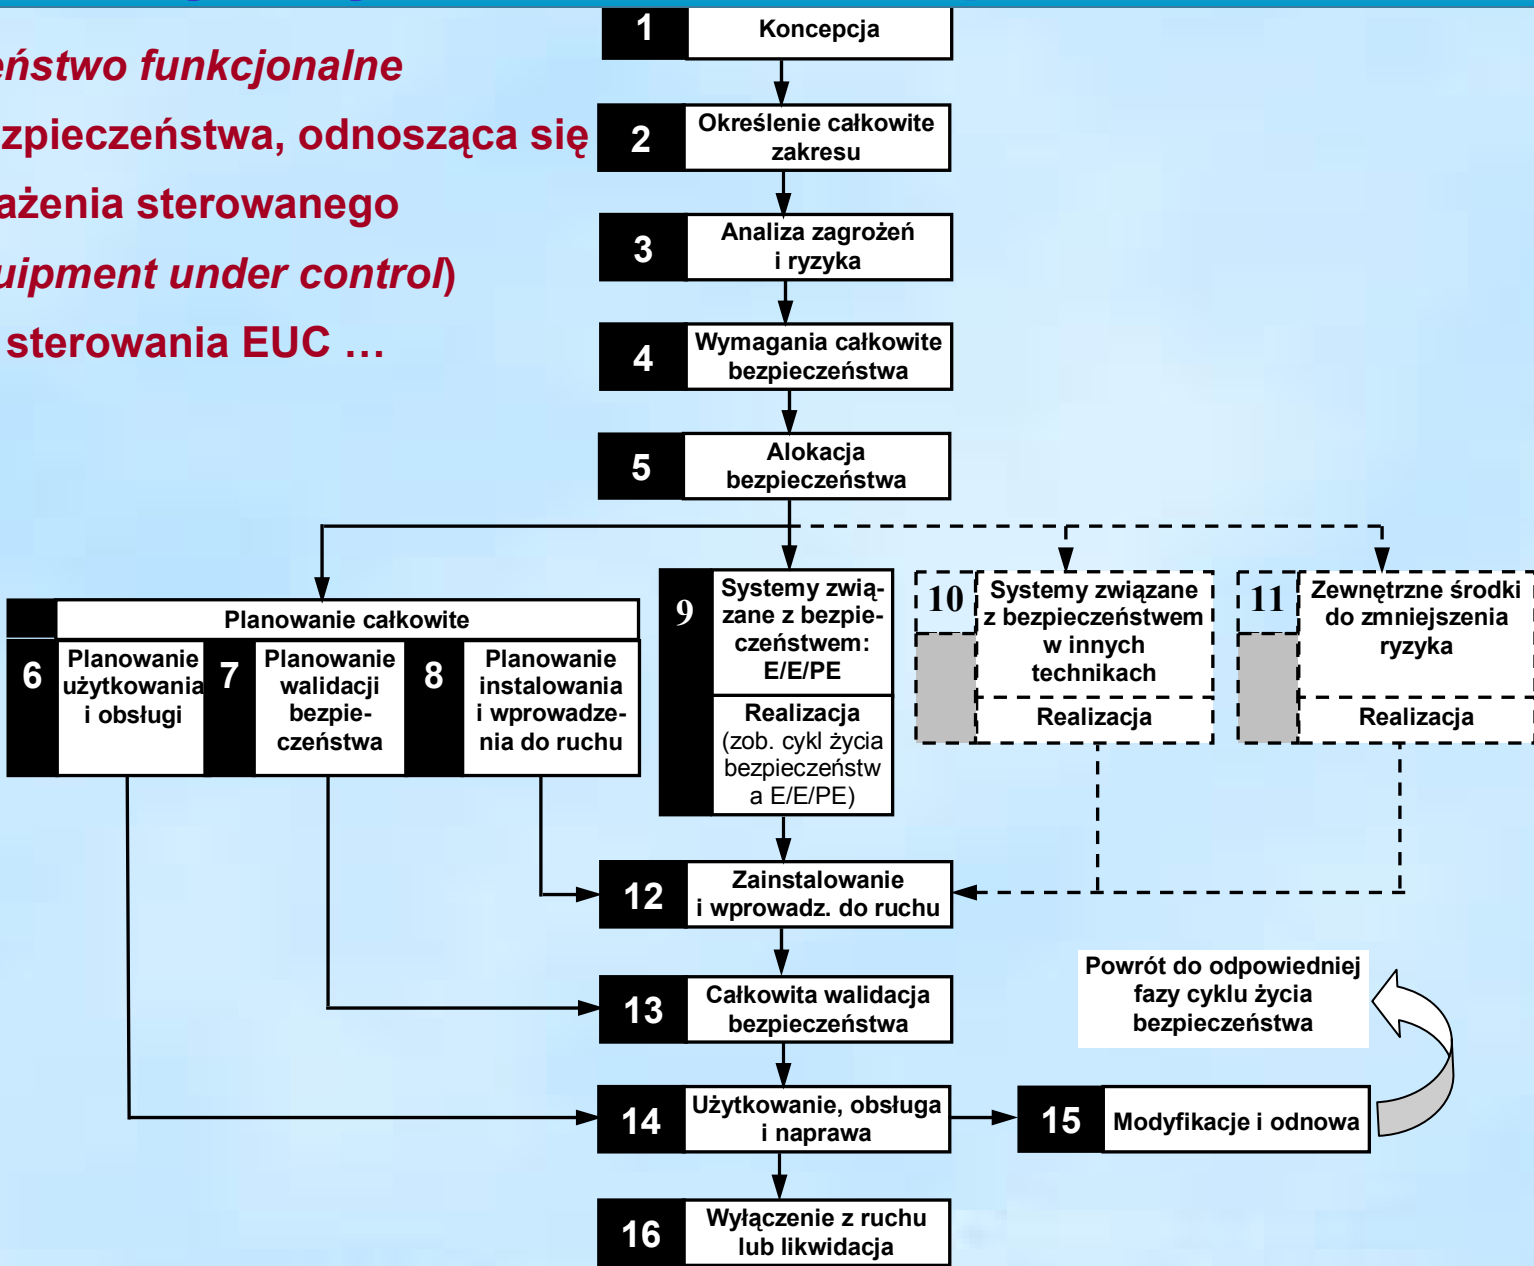 eństwo funkcjonalne
zpieczeństwa, odnosząca się
ażenia sterowanego
uipment under control)
sterowania EUC …
1
Koncepcja
2
Określenie całkowite
zakresu
3
Analiza zagrożeń
i ryzyka
4
Wymagania całkowite
bezpieczeństwa
5
Alokacja
bezpieczeństwa
Planowanie całkowite
6
Planowanie
użytkowania
i obsługi
7
Planowanie
walidacji
bezpie-
czeństwa
8
Planowanie
instalowania
i wprowadze-
nia do ruchu
9
Systemy zwią-
zane z bezpie-
czeństwem:
E/E/PE
Realizacja
(zob. cykl życia
bezpieczeństw
a E/E/PE)
10
Systemy związane
z bezpieczeństwem
w innych
technikach
Realizacja
11
Zewnętrzne środki
do zmniejszenia
ryzyka
Realizacja
12
Zainstalowanie
i wprowadz. do ruchu
13
Całkowita walidacja
bezpieczeństwa
Powrót do odpowiedniej
fazy cyklu życia
bezpieczeństwa
14
Użytkowanie, obsługa
i naprawa
15
Modyfikacje i odnowa
16
Wyłączenie z ruchu
lub likwidacja